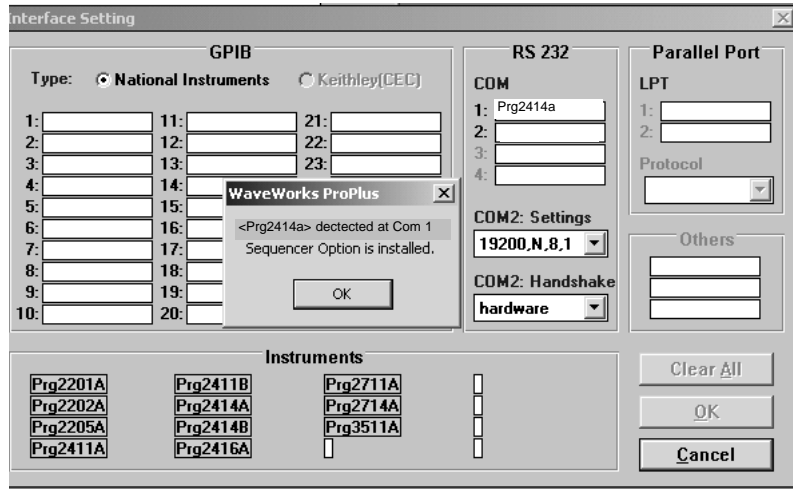 Interface Setting
GPIB
Type: National Instruments Keithley(CEC)
1: 11: 21:
2: 12: 22:
3: 13: 23:
4: 14:
5: 15:
6: 16:
7: 17:
8: 18:
9: 19:
10: 20:
WaveWorks ProPlus
<Prg2414a> dectected at Com 1
Sequencer Option is installed.
OK
RS 232
COM
1: Prg2414a
2:
3:
4:
COM2: Settings
19200,N,8,1
COM2: Handshake
hardware
Parallel Port
LPT
1:
2:
Protocol
Others
Instruments
Prg2201A Prg2411B Prg2711A
Prg2202A Prg2414A Prg2714A
Prg2205A Prg2414B Prg3511A
Prg2411A Prg2416A
Clear All
OK
Cancel